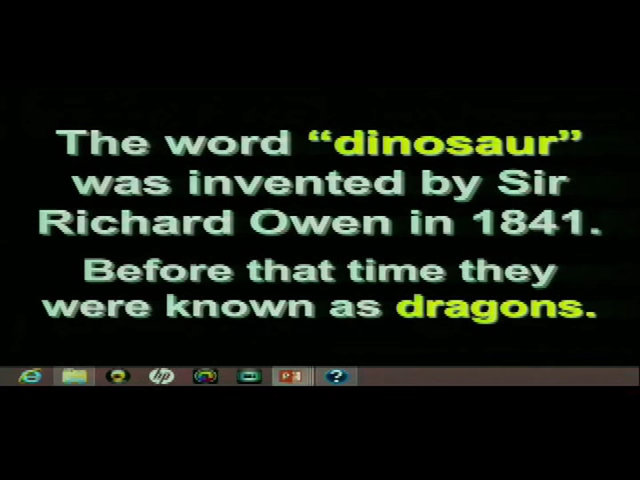 The word “dinosaur”
was invented by Sir
Richard Owen in 1841.
Before that time they
were known as dragons.
hp
?